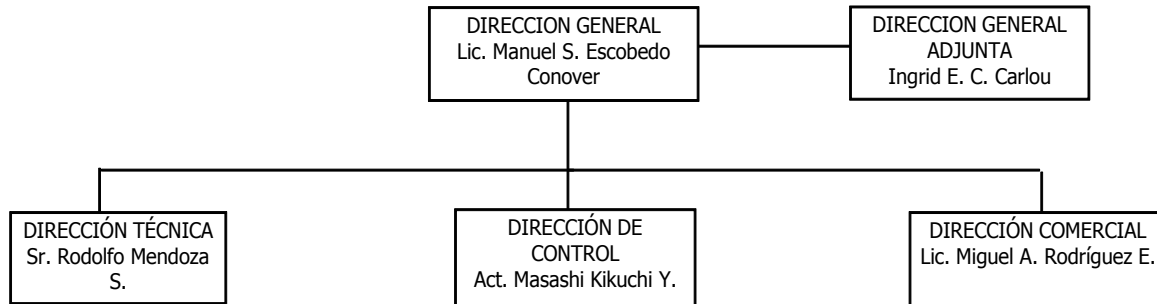 DIRECCION GENERAL
Lic. Manuel S. Escobedo
Conover
DIRECCION GENERAL
ADJUNTA
Ingrid E. C. Carlou
DIRECCIÓN TÉCNICA
Sr. Rodolfo Mendoza
S.
DIRECCIÓN DE
CONTROL
Act. Masashi Kikuchi Y.
DIRECCIÓN COMERCIAL
Lic. Miguel A. Rodríguez E.